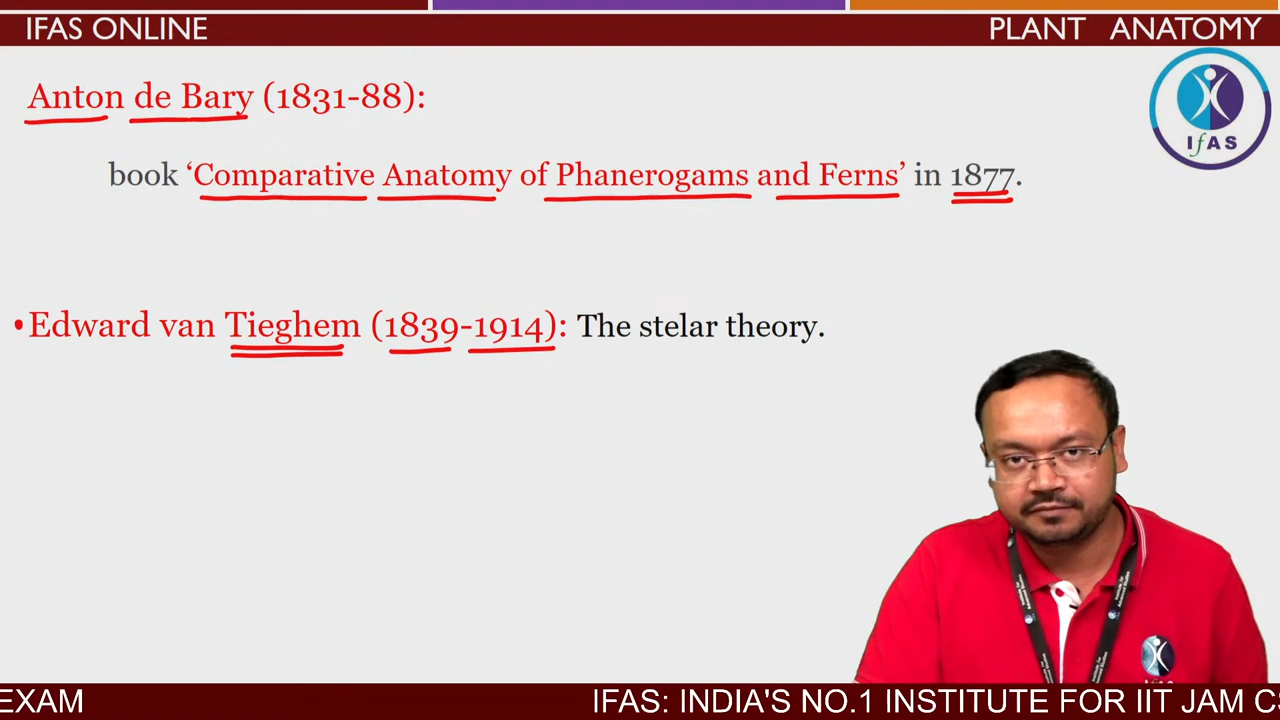 IFAS ONLINE
PLANT ANATOMY
IfAS
Anton de Bary (1831-88):
book ‘Comparative Anatomy of Phanerogams and Ferns’ in 1877.
•Edward van Tieghem (1839-1914): The stelar theory.
EXAM
IFAS: INDIA'S NO.1 INSTITUTE FOR IIT JAM CS